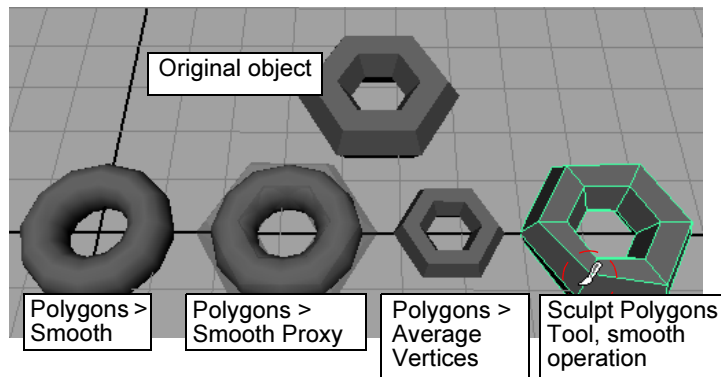 Original object
Polygons >
Smooth
Polygons >
Smooth Proxy
Polygons >
Average
Vertices
Sculpt Polygons
Tool, smooth
operation